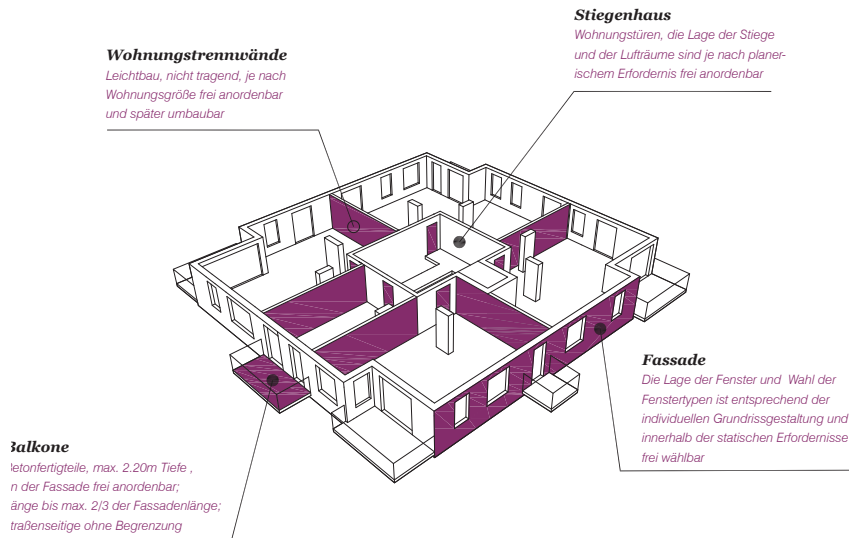 Stiegenhaus
Wohnungstüren, die Lage der Stiege
und der Lufträume sind je nach planer-
ischem Erfordernis frei anordenbar
Wohnungstrennwände
Leichtbau, nicht tragend, je nach
Wohnungsgröße frei anordenbar
und später umbaubar
Fassade
Die Lage der Fenster und Wahl der
Fenstertypen ist entsprechend der
individuellen Grundrissgestaltung und
innerhalb der statischen Erfordernisse
frei wählbar
Balkone
Betonfertigteile, max. 2.20m Tiefe ,
n der Fassade frei anordenbar;
änge bis max. 2/3 der Fassadenlänge;
traßenseitige ohne Begrenzung